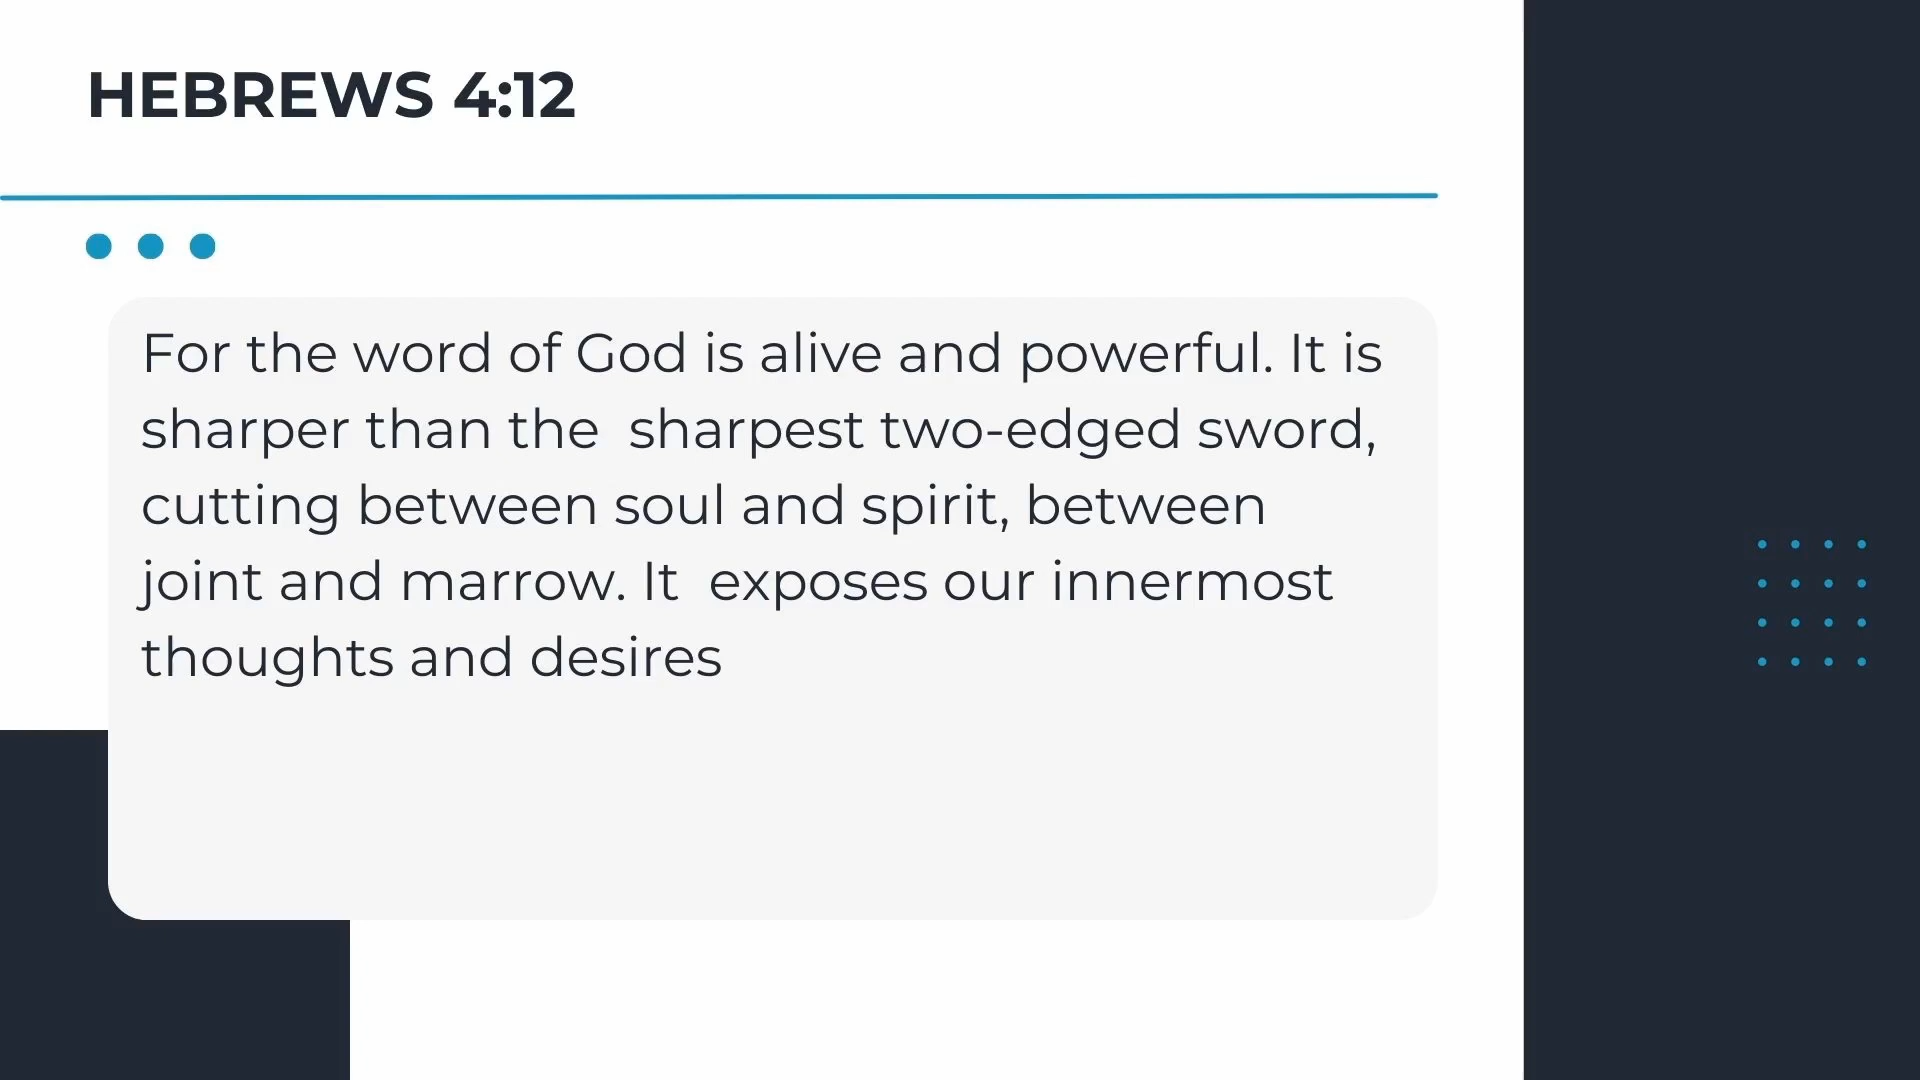 HEBREWS 4:12
For the word of God is alive and powerful. It is
sharper than the  sharpest two-edged sword,
cutting between soul and spirit, between
joint and marrow. It  exposes our innermost
thoughts and desires